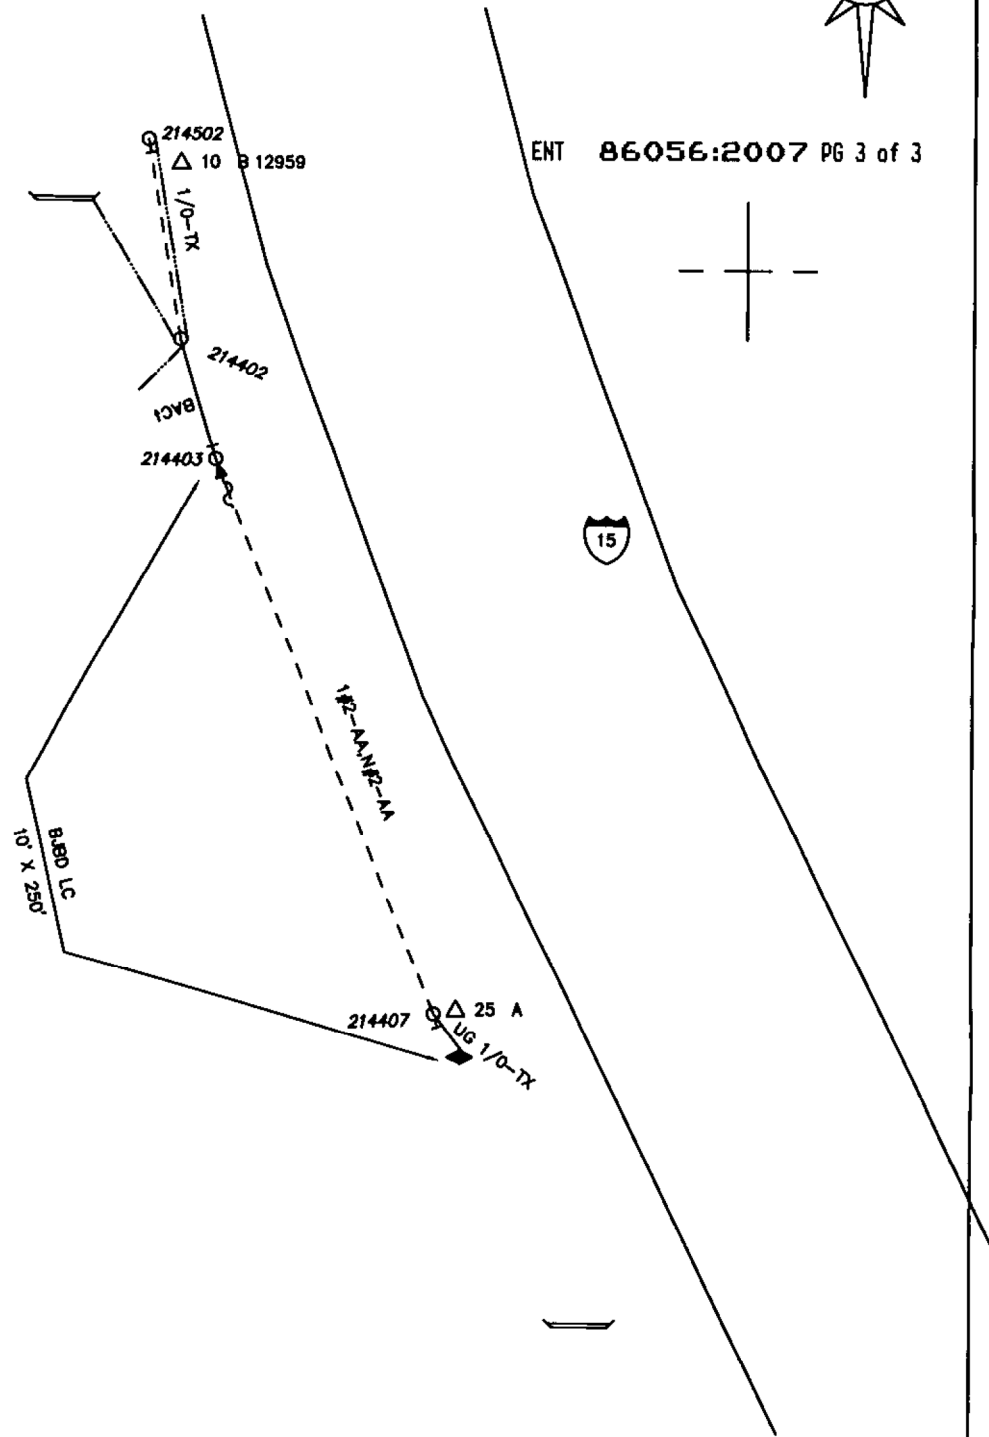 214502
△ 10 B 12959
ENT 86056:2007 PG 3 of 3
1/0-TX
214402
BAC1
214403
15
1#2-AA,N#2-AA
BJBD LC
10' X 250'
214407
△ 25 A
UG 1/0-TX